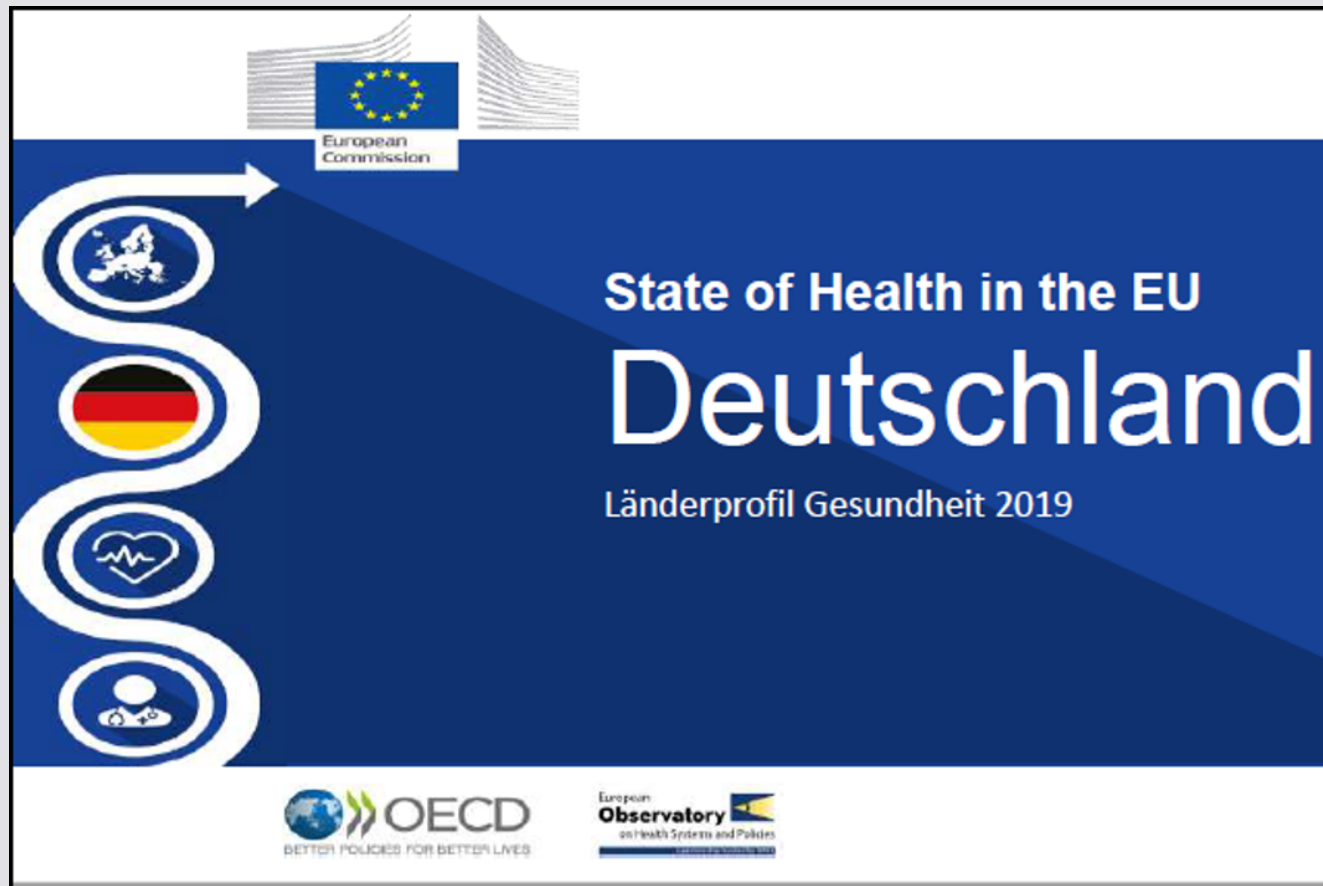 European
Commission
State of Health in the EU
Deutschland
Länderprofil Gesundheit 2019
OECD
BETTER POLICIES FOR BETTER LIVES
European
Observatory
on Health Systems and Policies